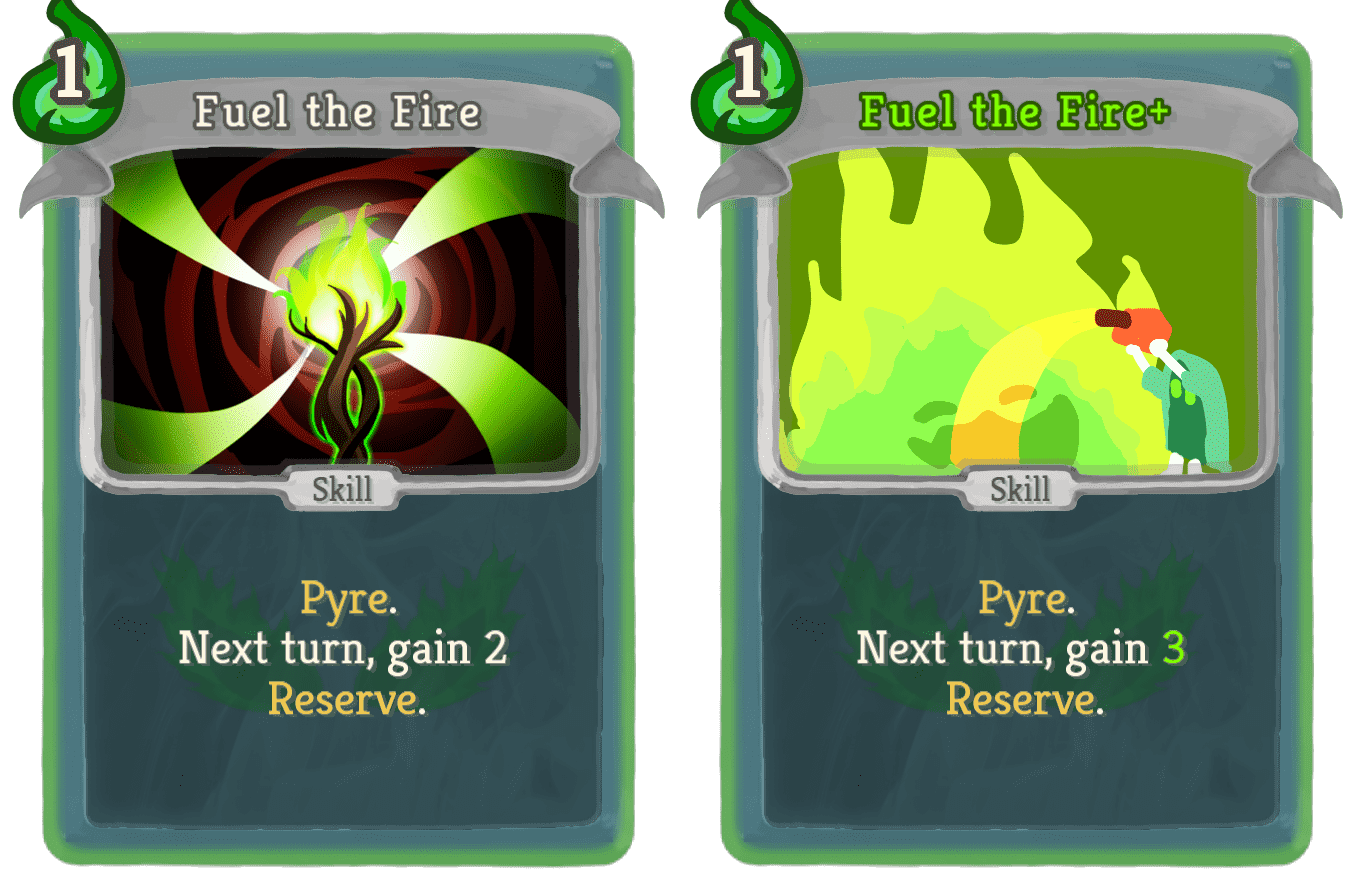 1
Fuel the Fire
Skill
Pyre.
Next turn, gain 2
Reserve.
1
Fuel the Fire+
Skill
Pyre.
Next turn, gain 3
Reserve.